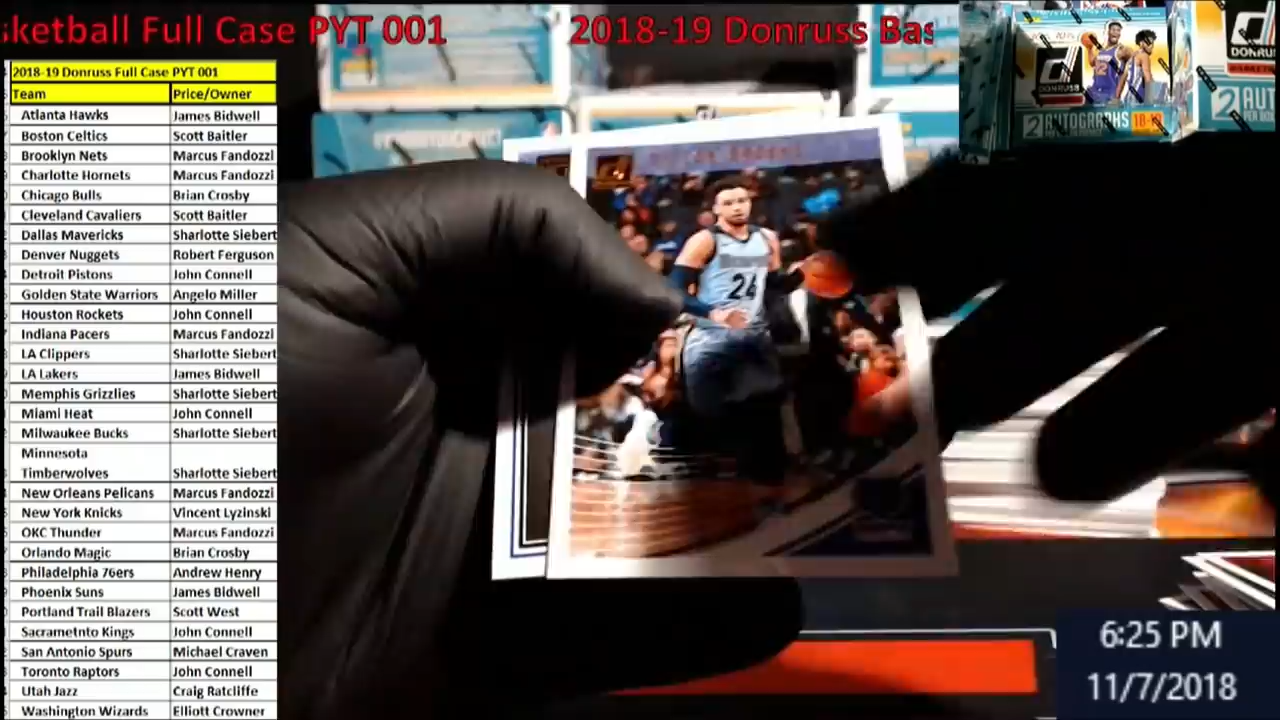 sketball Full Case PYT 001 2018-19 Donruss Bas
2018-19 Donruss Full Case PYT 001
Team Price/Owner
Atlanta Hawks James Bidwell
Boston Celtics Scott Baitler
Brooklyn Nets Marcus Fandozzi
Charlotte Hornets Marcus Fandozzi
Chicago Bulls Brian Crosby
Cleveland Cavaliers Scott Baitler
Dallas Mavericks Sharlotte Siebert
Denver Nuggets Robert Ferguson
Detroit Pistons John Connell
Golden State Warriors Angelo Miller
Houston Rockets John Connell
Indiana Pacers Marcus Fandozzi
LA Clippers Sharlotte Siebert
LA Lakers James Bidwell
Memphis Grizzlies Sharlotte Siebert
Miami Heat John Connell
Milwaukee Bucks Sharlotte Siebert
Minnesota
Timberwolves Sharlotte Siebert
New Orleans Pelicans Marcus Fandozzi
New York Knicks Vincent Lyzinski
OKC Thunder Marcus Fandozzi
Orlando Magic Brian Crosby
Philadelphia 76ers Andrew Henry
Phoenix Suns James Bidwell
Portland Trail Blazers Scott West
Sacrametnto Kings John Connell
San Antonio Spurs Michael Craven
Toronto Raptors John Connell
Utah Jazz Craig Ratcliffe
Washington Wizards Elliott Crowner
24
DONRUSS
2 AUTOGRAPHS 18-19
DONRUSS
2 AUT
6:25 PM
11/7/2018